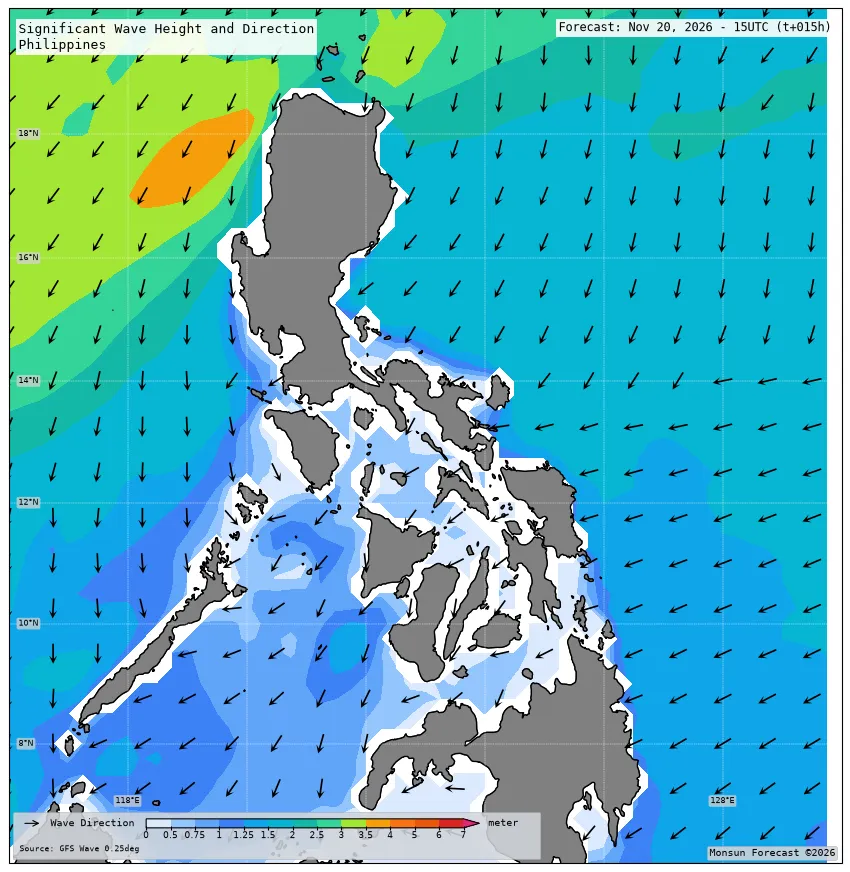 Significant Wave Height and Direction
Philippines
Forecast: Nov 20, 2026 - 15UTC (t+015h)
18°N
16°N
14°N
12°N
10°N
8°N
118°E
128°E
Wave Direction
0 0.5 0.75 1 1.25 1.5 2 2.5 3 3.5 4 5 6 7 meter
Source: GFS Wave 0.25deg
Monsun Forecast ©2026